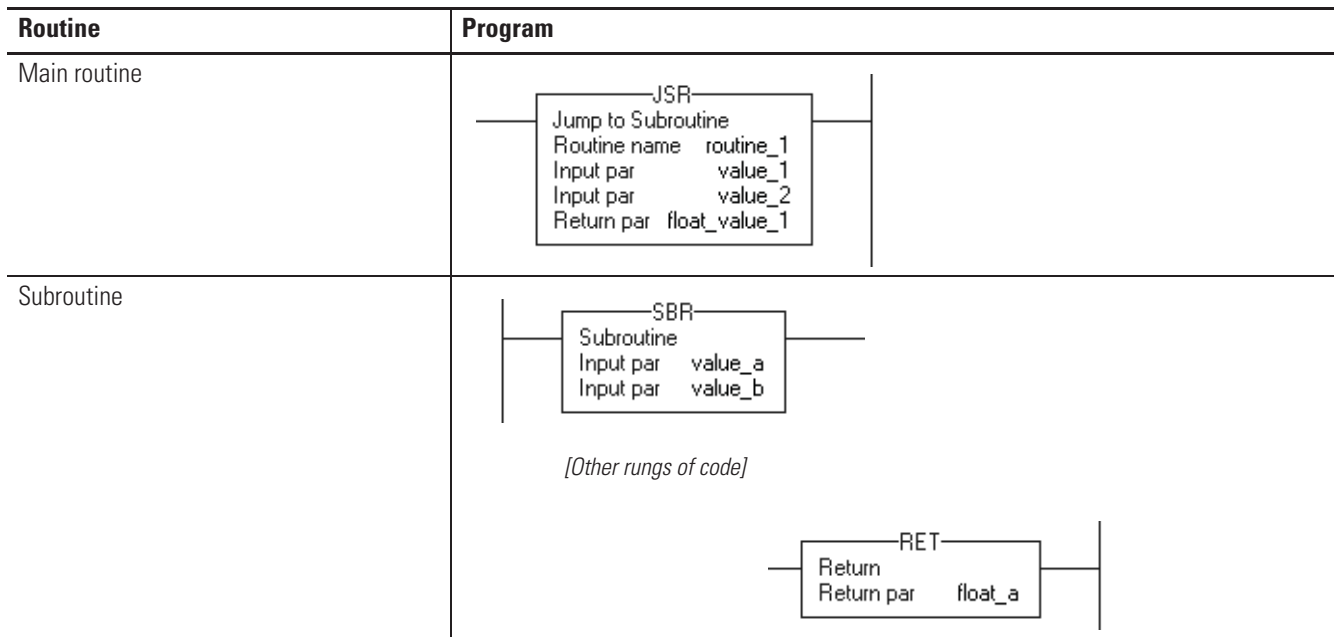 Routine Program
Main routine
JSR
Jump to Subroutine
Routine name routine_1
Input par value_1
Input par value_2
Return par float_value_1
Subroutine
SBR
Subroutine
Input par value_a
Input par value_b
[Other rungs of code]
RET
Return
Return par float_a